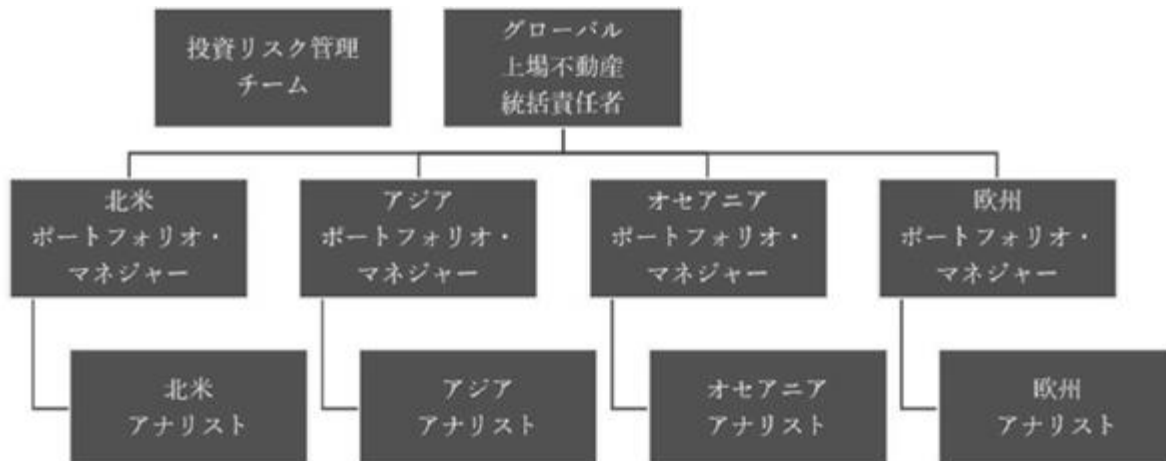 投資リスク管理
チーム
グローバル
上場不動産
統括責任者
北米
ポートフォリオ・
マネジャー
アジア
ポートフォリオ・
マネジャー
オセアニア
ポートフォリオ・
マネジャー
欧州
ポートフォリオ・
マネジャー
北米
アナリスト
アジア
アナリスト
オセアニア
アナリスト
欧州
アナリスト